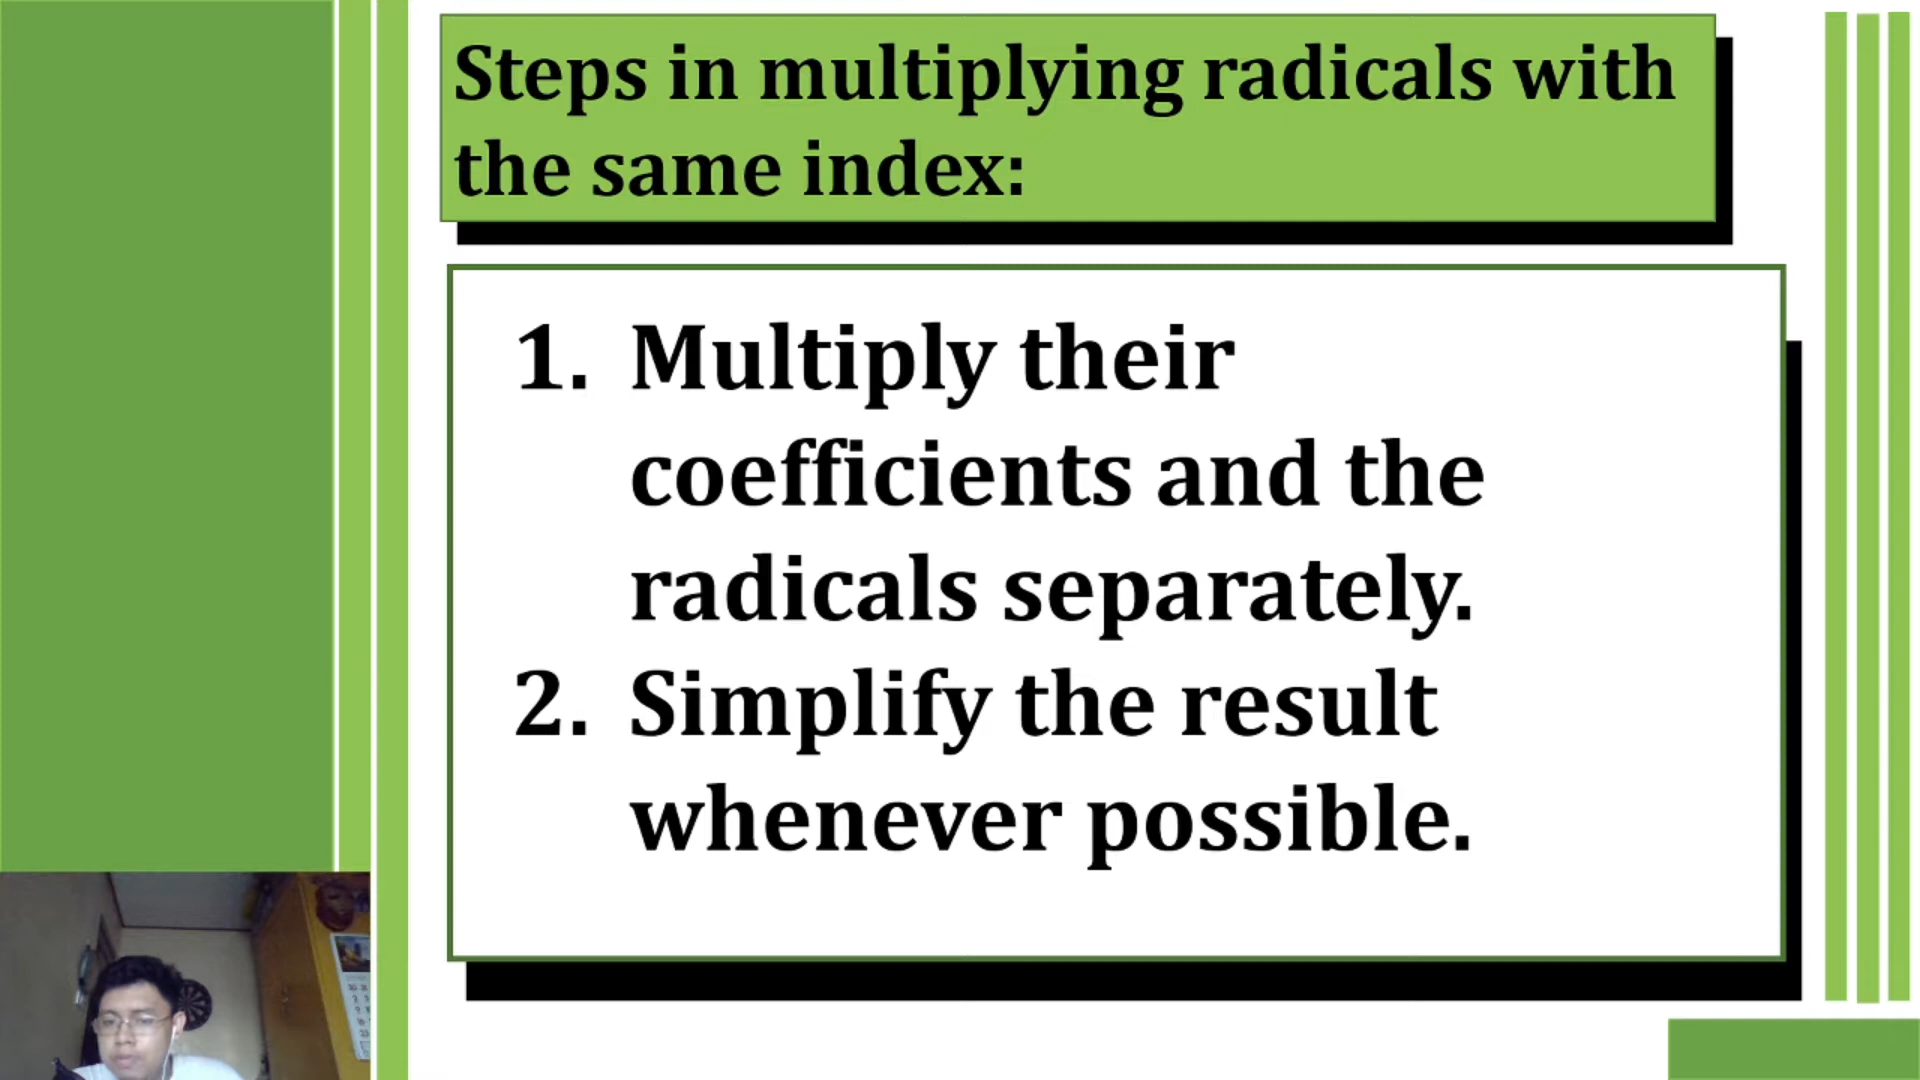 Steps in multiplying radicals with
the same index:
1. Multiply their
coefficients and the
radicals separately.
2. Simplify the result
whenever possible.